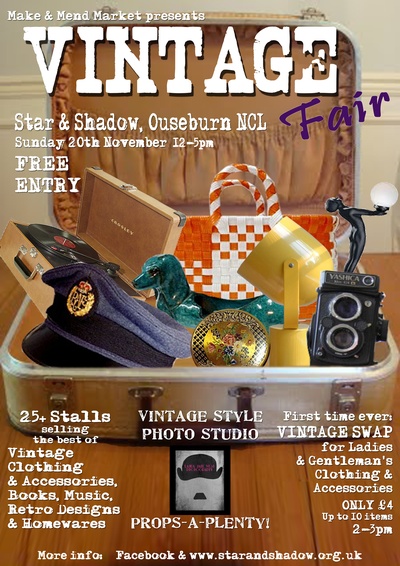 Make & Mend Market presents
VINTAGE
Fair
Star & Shadow, Ouseburn NCL
Sunday 20th November 12-5pm
FREE
ENTRY
CROSLEY
YASHICA
25+ Stalls
selling
the best of
Vintage
Clothing
& Accessories,
Books, Music,
Retro Designs
& Homewares
VINTAGE STYLE
PHOTO STUDIO
PROPS-A-PLENTY!
First time ever:
VINTAGE SWAP
for Ladies
& Gentleman's
Clothing &
Accessories
ONLY £4
Up to 10 items
2-3pm
More info: Facebook & www.starandshadow.org.uk